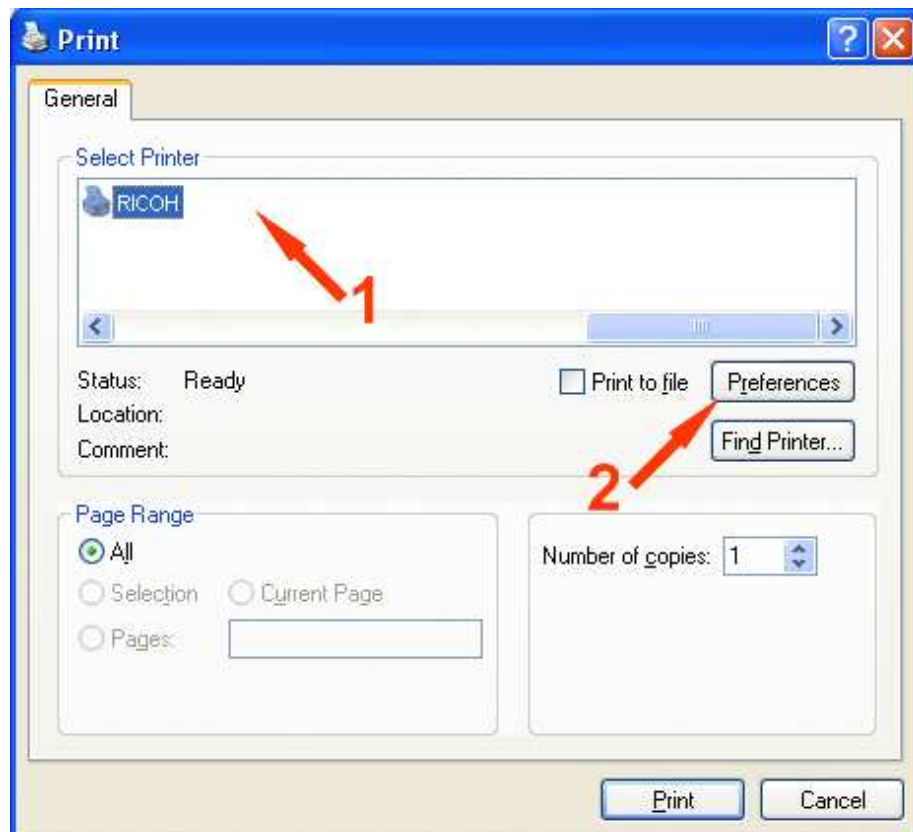 Print
General
Select Printer
RICOH
1
Status: Ready
Print to file
Preferences
Location:
Comment:
Find Printer...
2
Page Range
All
Number of copies: 1
Selection
Current Page
Pages:
Print
Cancel